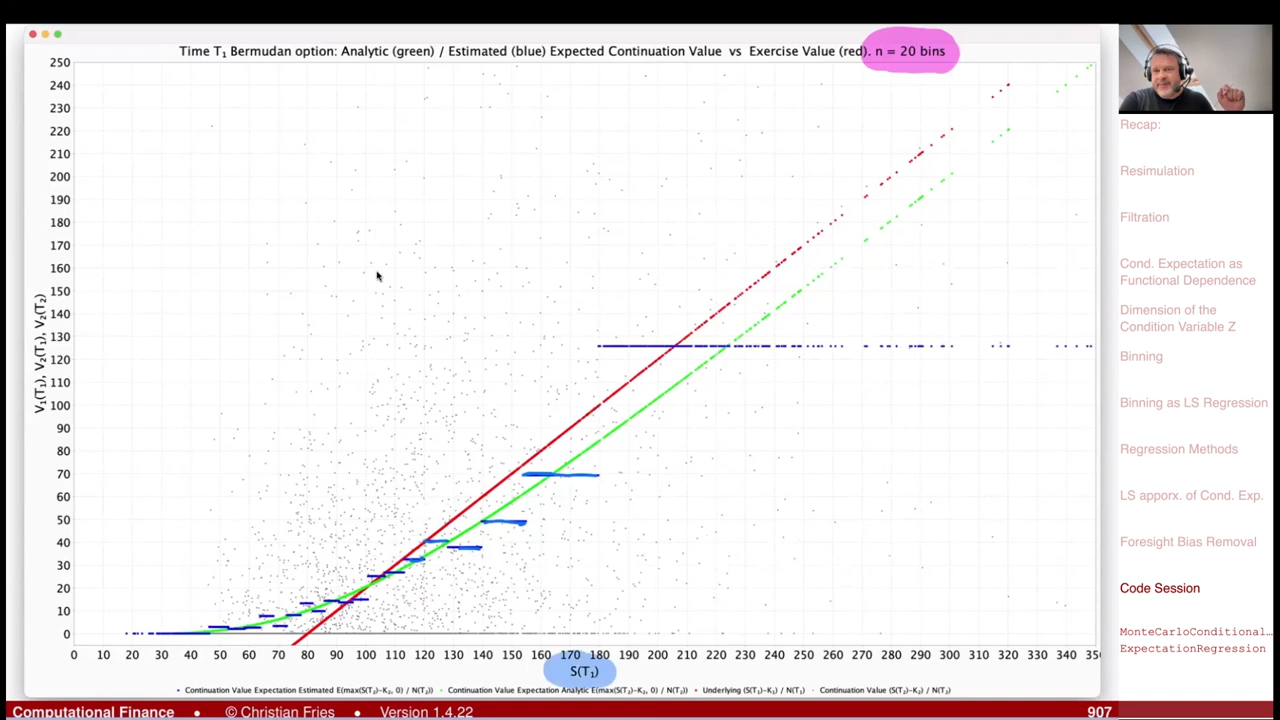 Time T₁ Bermudan option: Analytic (green) / Estimated (blue) Expected Continuation Value vs Exercise Value (red). n = 20 bins
250
240
230
220
210
200
190
180
170
160
150
140
130
120
110
100
90
80
70
60
50
40
30
20
10
0
V₁(T₁), V₂(T₁), V₂(T₂)
0 10 20 30 40 50 60 70 80 90 100 110 120 130 140 150 160 170 180 190 200 210 220 230 240 250 260 270 280 290 300 310 320 330 340 350
S(T₁)
Continuation Value Expectation Estimated E(max(S(T₂)-K₂, 0) / N(T₂)) Continuation Value Expectation Analytic E(max(S(T₂)-K₂, 0) / N(T₂)) Underlying (S(T₁)-K₁) / N(T₁) Continuation Value (S(T₂)-K₂) / N(T₂)
Recap:
Resimulation
Filtration
Cond. Expectation as
Functional Dependence
Dimension of the
Condition Variable Z
Binning
Binning as LS Regression
Regression Methods
LS apporx. of Cond. Exp.
Foresight Bias Removal
Code Session
MonteCarloConditional…
ExpectationRegression
Computational Finance • © Christian Fries • Version 1.4.22 907